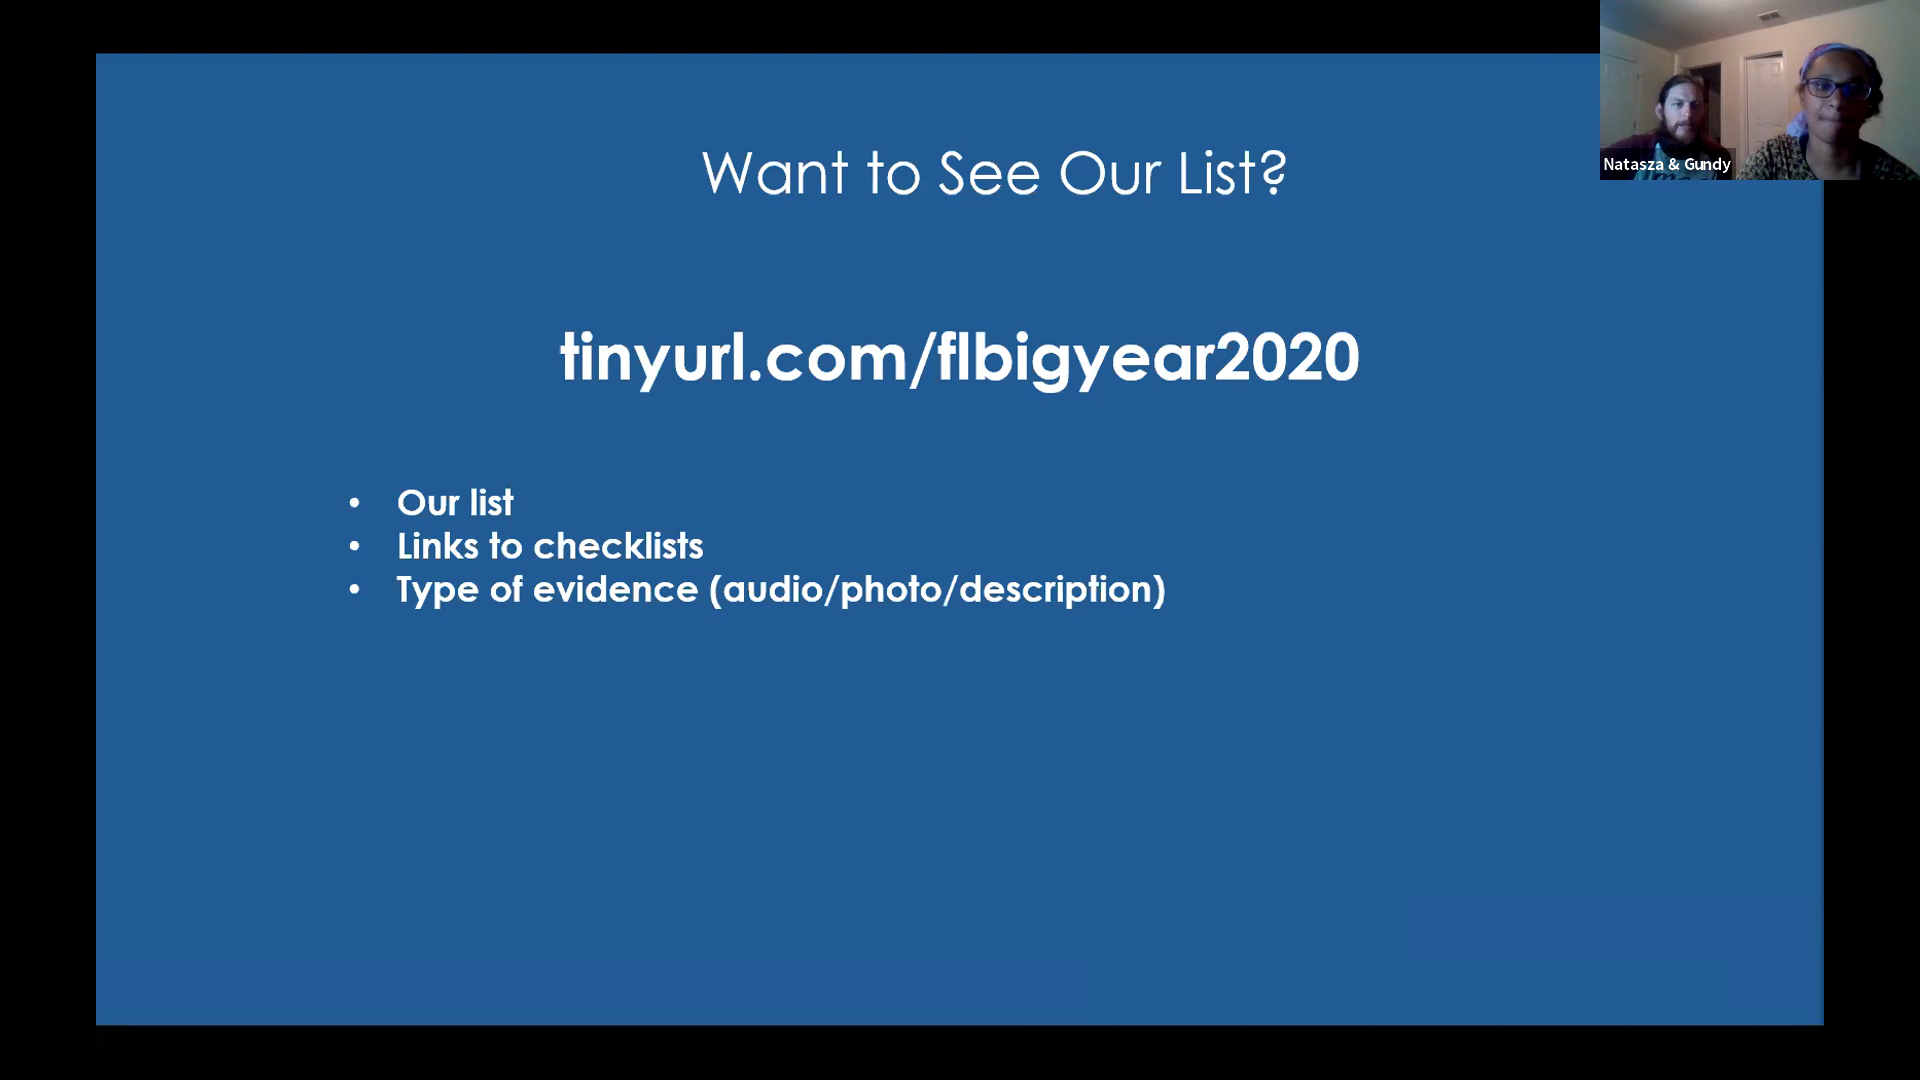 Want to See Our List?
Natasza & Gundy
tinyurl.com/flbigyear2020
• Our list
• Links to checklists
• Type of evidence (audio/photo/description)